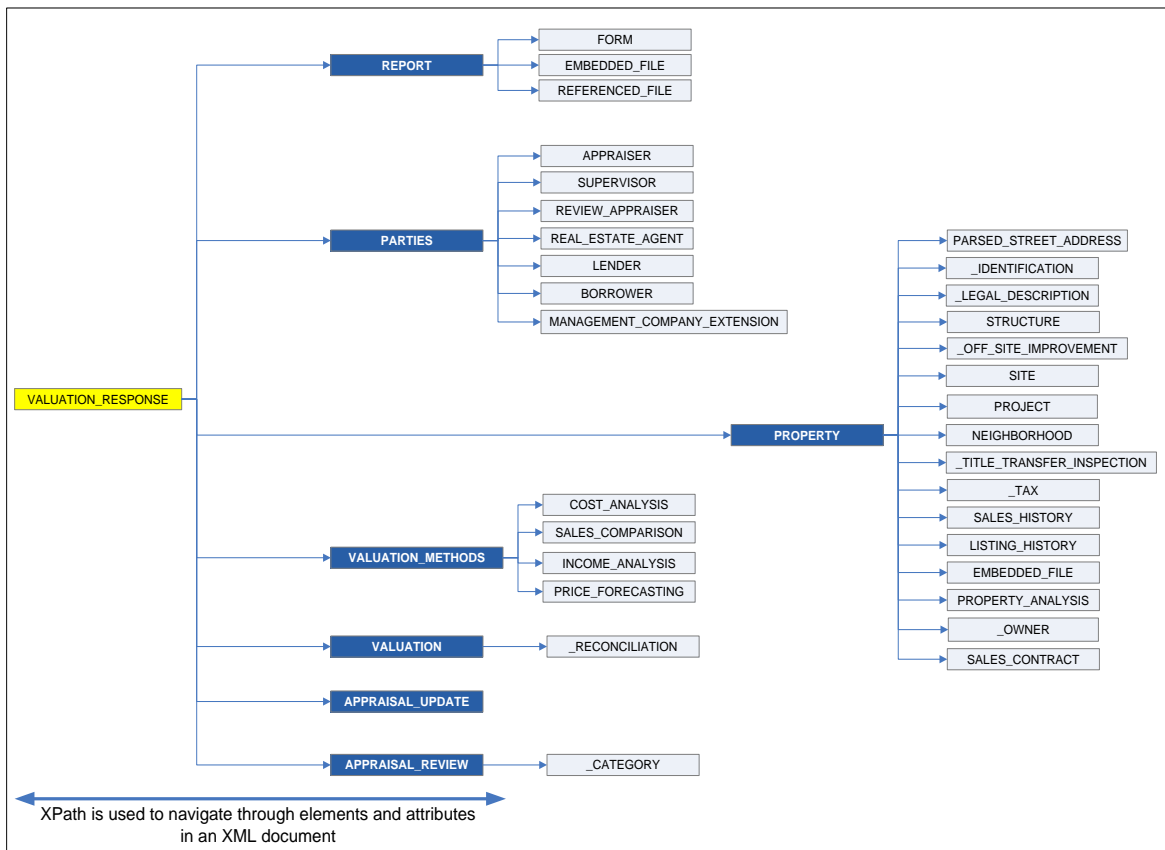 FORM
REPORT
EMBEDDED_FILE
REFERENCED_FILE
APPRAISER
SUPERVISOR
REVIEW_APPRAISER
PARTIES
REAL_ESTATE_AGENT
LENDER
BORROWER
MANAGEMENT_COMPANY_EXTENSION
VALUATION_RESPONSE
PROPERTY
PARSED_STREET_ADDRESS
_IDENTIFICATION
_LEGAL_DESCRIPTION
STRUCTURE
_OFF_SITE_IMPROVEMENT
SITE
PROJECT
NEIGHBORHOOD
_TITLE_TRANSFER_INSPECTION
_TAX
SALES_HISTORY
LISTING_HISTORY
EMBEDDED_FILE
PROPERTY_ANALYSIS
_OWNER
SALES_CONTRACT
COST_ANALYSIS
SALES_COMPARISON
VALUATION_METHODS
INCOME_ANALYSIS
PRICE_FORECASTING
VALUATION
_RECONCILIATION
APPRAISAL_UPDATE
APPRAISAL_REVIEW
_CATEGORY
XPath is used to navigate through elements and attributes
in an XML document